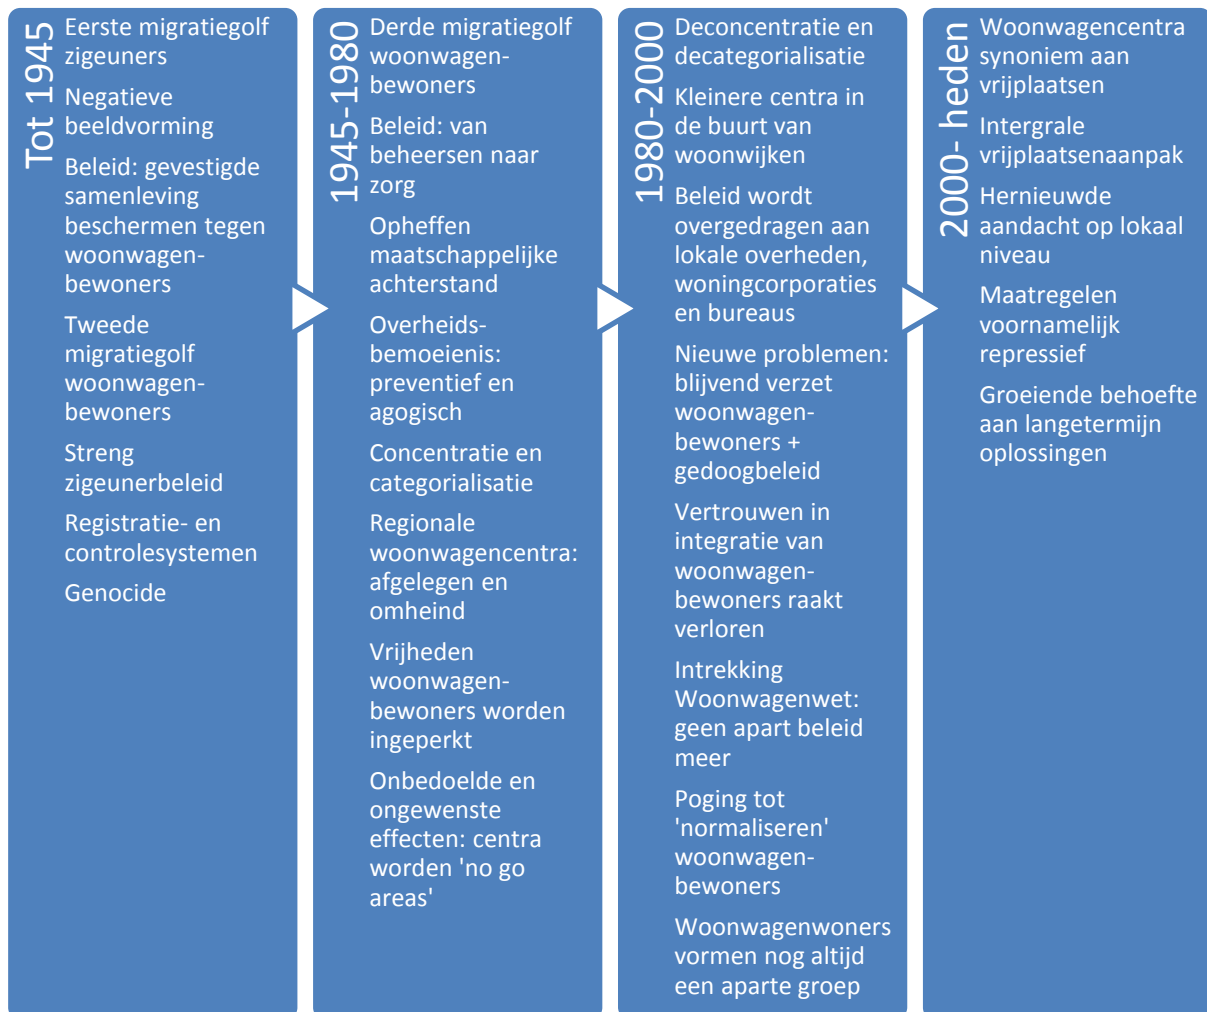 Tot 1945
Eerste migratiegolf
zigeuners
Negatieve
beeldvorming
Beleid: gevestigde
samenleving
beschermen tegen
woonwagen-
bewoners
Tweede
migratiegolf
woonwagen-
bewoners
Streng
zigeunerbeleid
Registratie- en
controlesystemen
Genocide
1945-1980
Derde migratiegolf
woonwagen-
bewoners
Beleid: van
beheersen naar
zorg
Opheffen
maatschappelijke
achterstand
Overheids-
bemoeienis:
preventief en
agogisch
Concentratie en
categorialisatie
Regionale
woonwagencentra:
afgelegen en
omheind
Vrijheden
woonwagen-
bewoners worden
ingeperkt
Onbedoelde en
ongewenste
effecten: centra
worden 'no go
areas'
1980-2000
Deconcentratie en
decategorialisatie
Kleinere centra in
de buurt van
woonwijken
Beleid wordt
overgedragen aan
lokale overheden,
woningcorporaties
en bureaus
Nieuwe problemen:
blijvend verzet
woonwagen-
bewoners +
gedoogbeleid
Vertrouwen in
integratie van
woonwagen-
bewoners raakt
verloren
Intrekking
Woonwagenwet:
geen apart beleid
meer
Poging tot
'normaliseren'
woonwagen-
bewoners
Woonwagenwoners
vormen nog altijd
een aparte groep
2000- heden
Woonwagencentra
synoniem aan
vrijplaatsen
Intergrale
vrijplaatsenaanpak
Hernieuwde
aandacht op lokaal
niveau
Maatregelen
voornamelijk
repressief
Groeiende behoefte
aan langetermijn
oplossingen